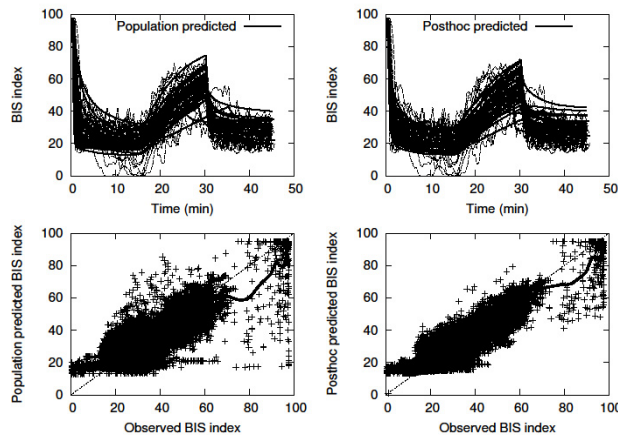 100
80
60
40
20
0
BIS index
Population predicted
0 10 20 30 40 50
Time (min)
100
80
60
40
20
0
BIS index
Posthoc predicted
0 10 20 30 40 50
Time (min)
100
80
60
40
20
0
Population predicted BIS index
0 20 40 60 80 100
Observed BIS index
100
80
60
40
20
0
Posthoc predicted BIS index
0 20 40 60 80 100
Observed BIS index